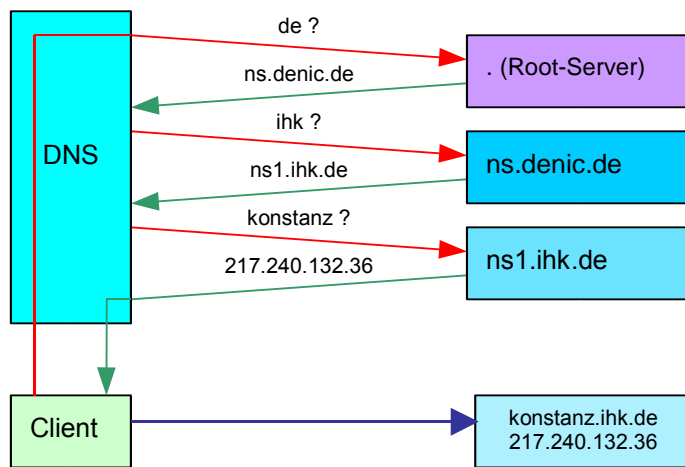 de ?
. (Root-Server)
ns.denic.de
ihk ?
DNS
ns.denic.de
ns1.ihk.de
konstanz ?
ns1.ihk.de
217.240.132.36
Client
konstanz.ihk.de
217.240.132.36